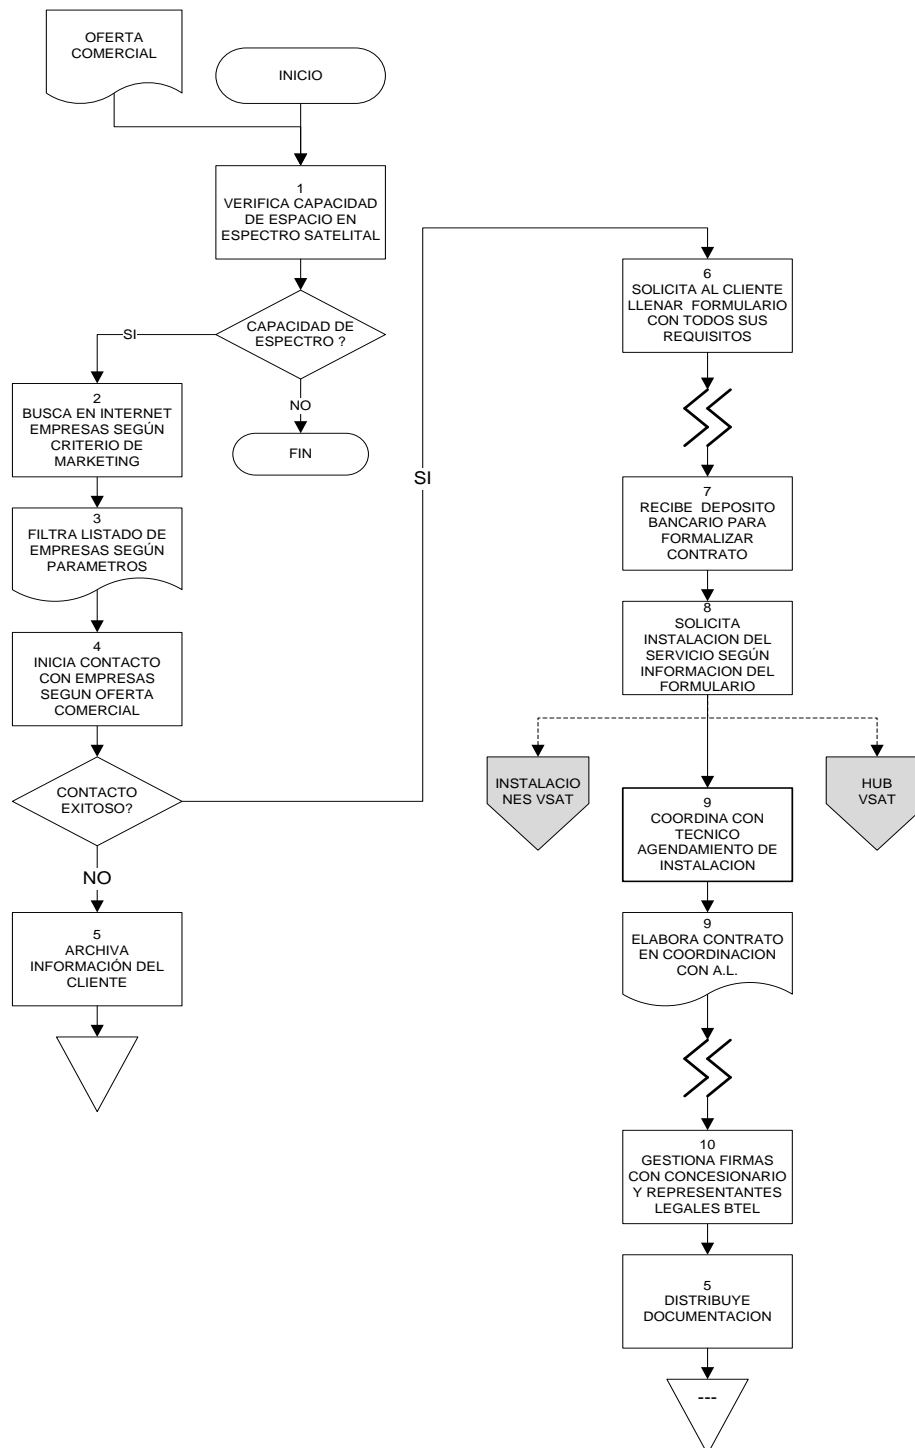 OFERTA
COMERCIAL
INICIO
1
VERIFICA CAPACIDAD
DE ESPACIO EN
ESPECTRO SATELITAL
CAPACIDAD DE
ESPECTRO ?
SI
NO
FIN
2
BUSCA EN INTERNET
EMPRESAS SEGÚN
CRITERIO DE
MARKETING
3
FILTRA LISTADO DE
EMPRESAS SEGÚN
PARAMETROS
4
INICIA CONTACTO
CON EMPRESAS
SEGUN OFERTA
COMERCIAL
CONTACTO
EXITOSO?
SI
NO
5
ARCHIVA
INFORMACIÓN DEL
CLIENTE
6
SOLICITA AL CLIENTE
LLENAR FORMULARIO
CON TODOS SUS
REQUISITOS
7
RECIBE DEPOSITO
BANCARIO PARA
FORMALIZAR
CONTRATO
8
SOLICITA
INSTALACION DEL
SERVICIO SEGÚN
INFORMACION DEL
FORMULARIO
INSTALACIO
NES VSAT
HUB
VSAT
9
COORDINA CON
TECNICO
AGENDAMIENTO DE
INSTALACION
9
ELABORA CONTRATO
EN COORDINACION
CON A.L.
10
GESTIONA FIRMAS
CON CONCESIONARIO
Y REPRESENTANTES
LEGALES BTEL
5
DISTRIBUYE
DOCUMENTACION
---